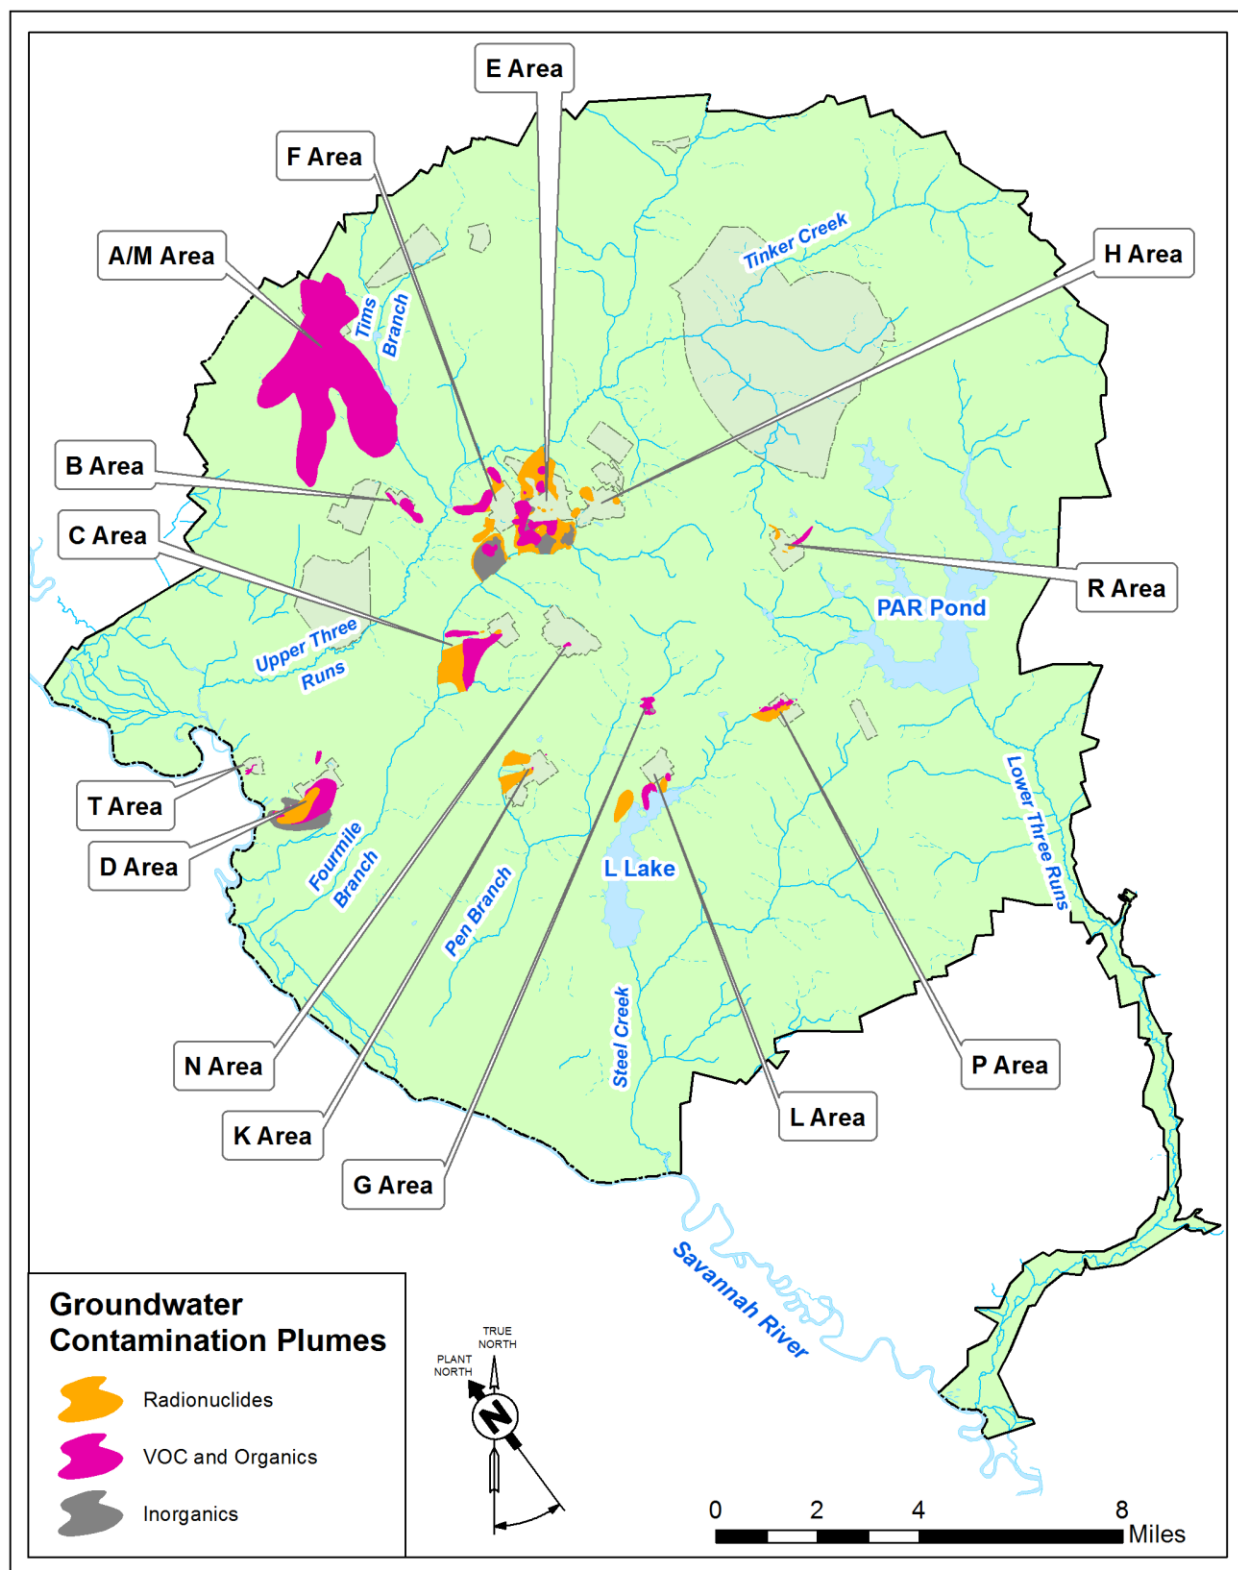 E Area
F Area
A/M Area
H Area
Tinker Creek
Tims
Branch
B Area
C Area
R Area
PAR Pond
Upper Three
Runs
T Area
D Area
Fourmile
Branch
Pen Branch
L Lake
Lower Three Runs
Steel Creek
N Area
K Area
G Area
L Area
P Area
Savannah River
Groundwater
Contamination Plumes
Radionuclides
VOC and Organics
Inorganics
TRUE
NORTH
PLANT
NORTH
N
0 2 4 8
Miles